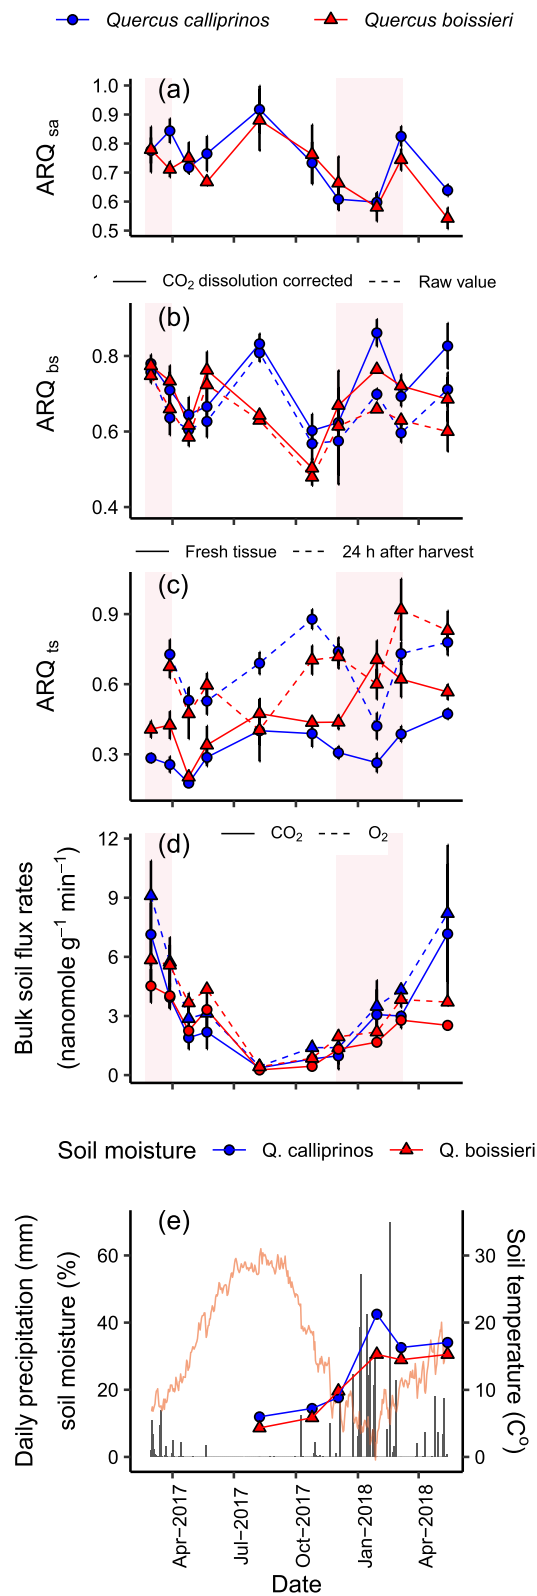 Quercus calliprinos Quercus boissieri
(a)
1.0
0.9
0.8
0.7
0.6
0.5
ARQ sa
CO2 dissolution corrected Raw value
(b)
0.8
0.6
0.4
ARQ bs
Fresh tissue 24 h after harvest
(c)
0.9
0.6
0.3
ARQ ts
(d) CO2 O2
12
9
6
3
0
Bulk soil flux rates
(nanomole g−1 min−1)
Soil moisture Q. calliprinos Q. boissieri
(e)
60
40
20
0
Daily precipitation (mm)
soil moisture (%)
30
20
10
0
Soil temperature (C°)
Apr−2017
Jul−2017
Oct−2017
Jan−2018
Apr−2018
Date